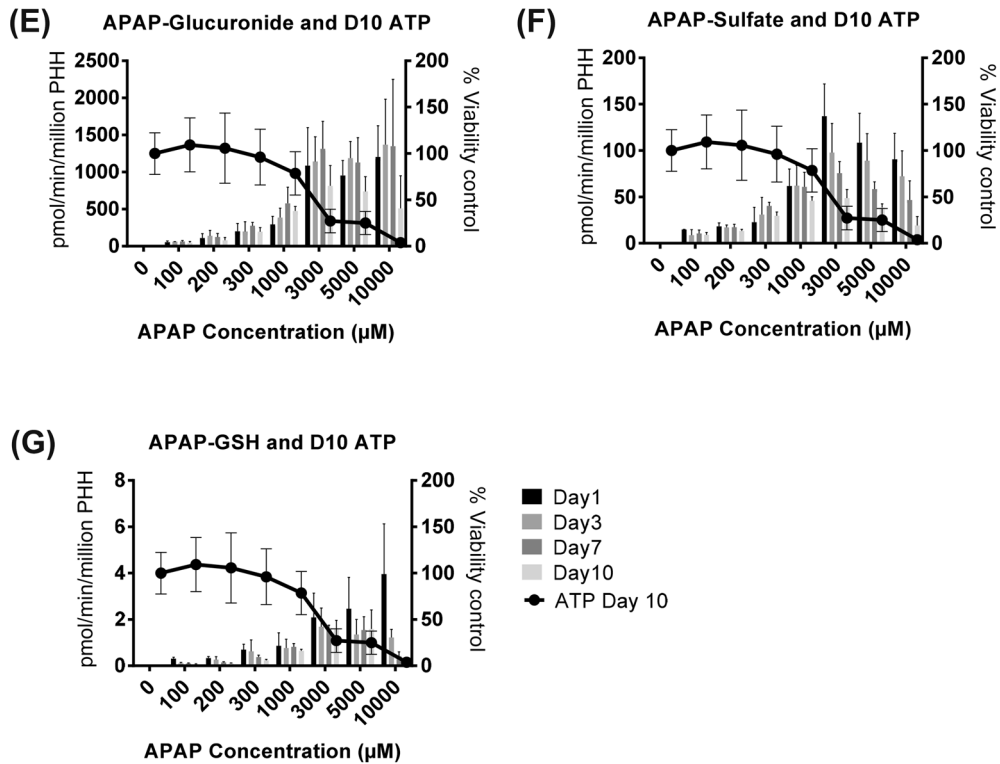 (E)
APAP-Glucuronide and D10 ATP
pmol/min/million PHH
2500
2000
1500
1000
500
0
200
150
100
50
0
% Viability control
0
100
200
300
1000
3000
5000
10000
APAP Concentration (μM)
(F)
APAP-Sulfate and D10 ATP
pmol/min/million PHH
200
150
100
50
0
200
150
100
50
0
% Viability control
0
100
200
300
1000
3000
5000
10000
APAP Concentration (μM)
(G)
APAP-GSH and D10 ATP
pmol/min/million PHH
8
6
4
2
0
200
150
100
50
0
% Viability control
0
100
200
300
1000
3000
5000
10000
APAP Concentration (μM)
Day1
Day3
Day7
Day10
ATP Day 10